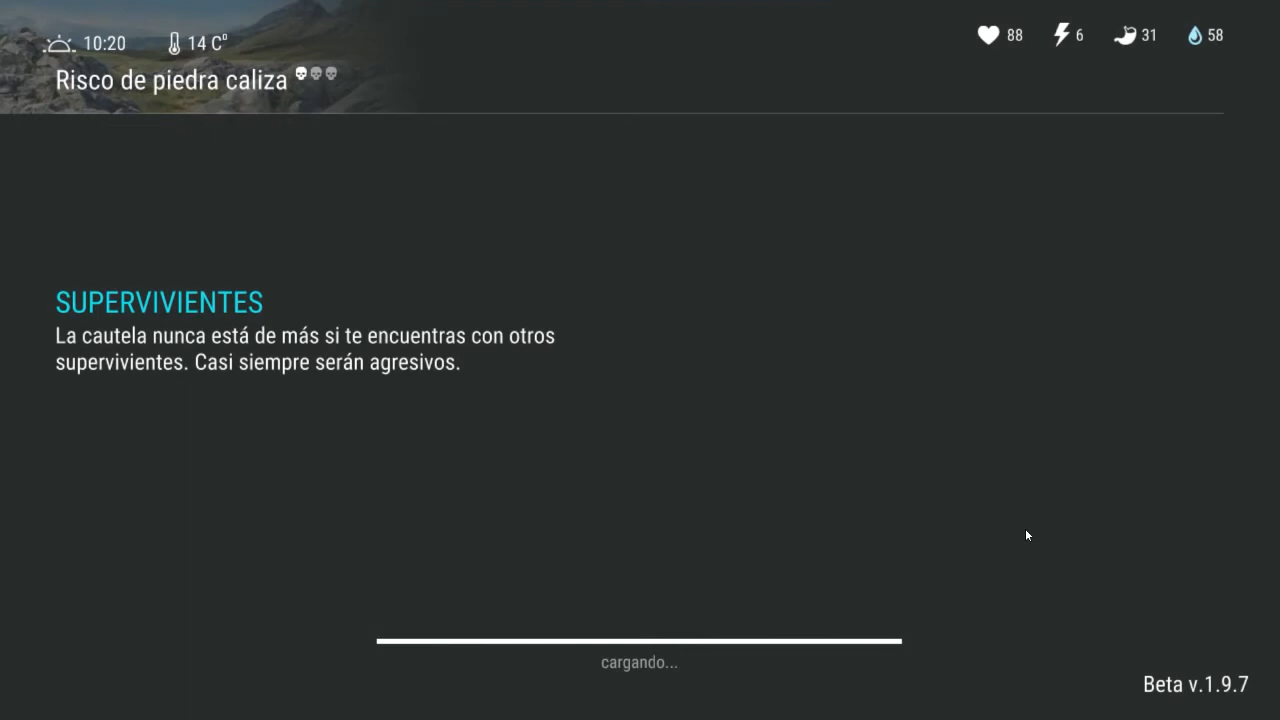 10:20 14 Cº
88 6 31 58
Risco de piedra caliza
SUPERVIVIENTES
La cautela nunca está de más si te encuentras con otros
supervivientes. Casi siempre serán agresivos.
cargando...
Beta v.1.9.7